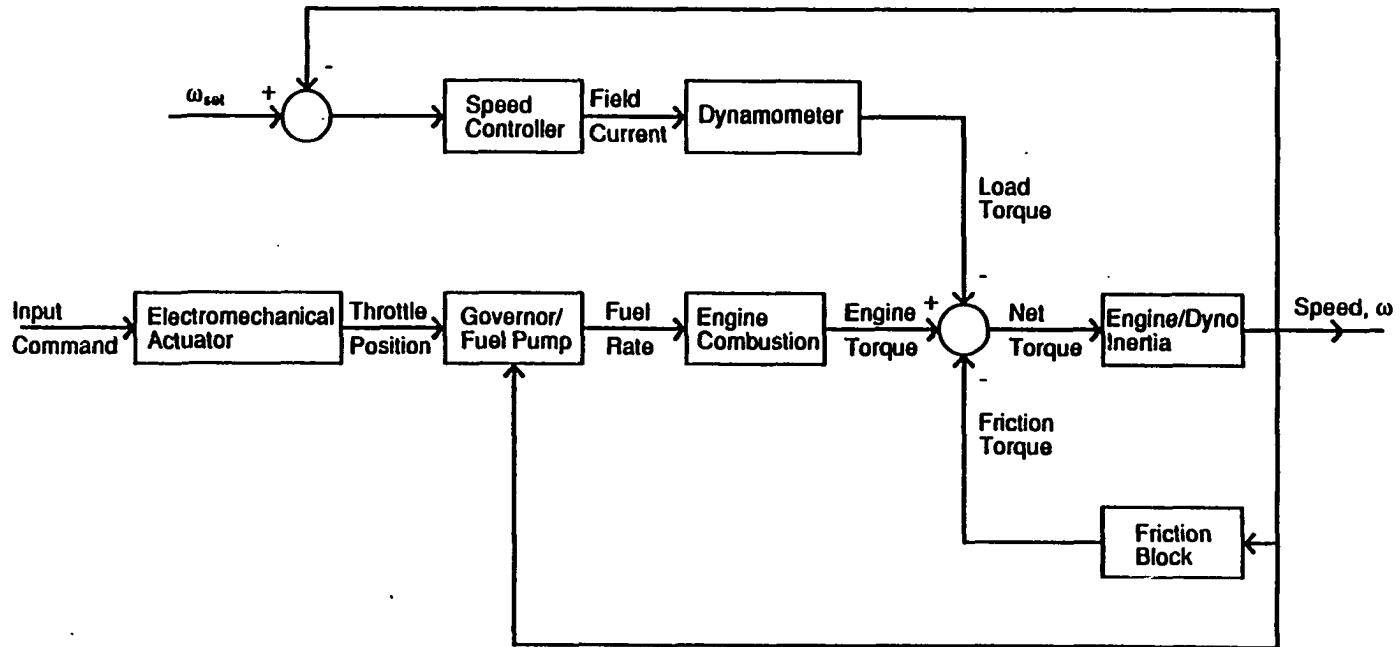 -
ω_set
+
Speed
Controller
Field
Current
Dynamometer
Load
Torque
-
Input
Command
Electromechanical
Actuator
Throttle
Position
Governor/
Fuel Pump
Fuel
Rate
Engine
Combustion
Engine
Torque
+
Net
Torque
Engine/Dyno
Inertia
Speed, ω
-
Friction
Torque
Friction
Block